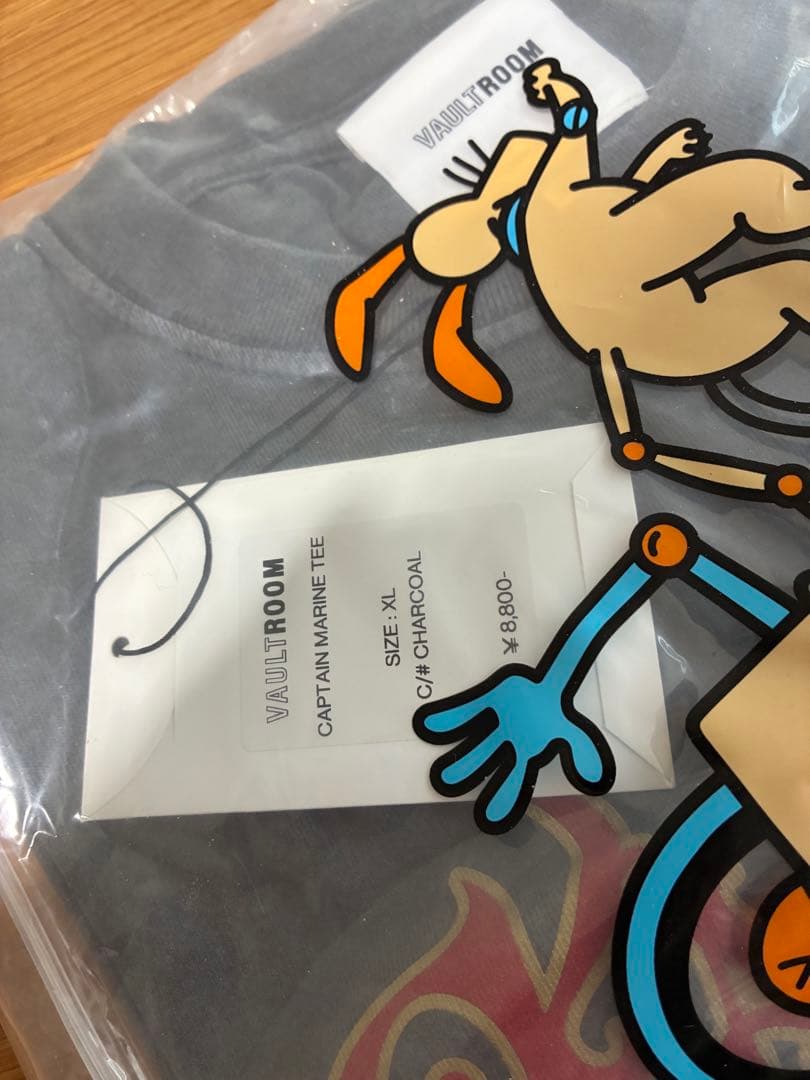 VAULTROOM
VAULTROOM
CAPTAIN MARINE TEE
SIZE : XL
C/# CHARCOAL
¥ 8,800-